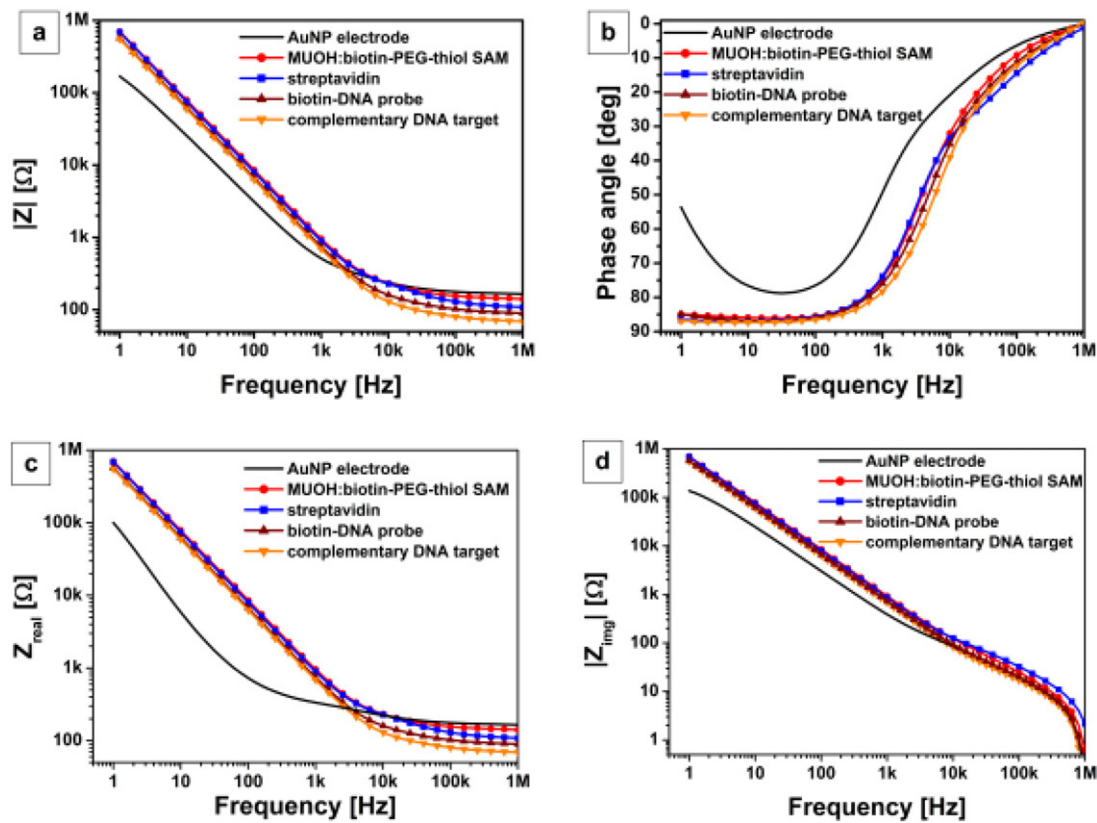 a
AuNP electrode
MUOH:biotin-PEG-thiol SAM
streptavidin
biotin-DNA probe
complementary DNA target
1M
100k
10k
1k
100
|Z| [Ω]
1 10 100 1k 10k 100k 1M
Frequency [Hz]
b
AuNP electrode
MUOH:biotin-PEG-thiol SAM
streptavidin
biotin-DNA probe
complementary DNA target
0
10
20
30
40
50
60
70
80
90
Phase angle [deg]
1 10 100 1k 10k 100k 1M
Frequency [Hz]
c
AuNP electrode
MUOH:biotin-PEG-thiol SAM
streptavidin
biotin-DNA probe
complementary DNA target
1M
100k
10k
1k
100
Zreal [Ω]
1 10 100 1k 10k 100k 1M
Frequency [Hz]
d
AuNP electrode
MUOH:biotin-PEG-thiol SAM
streptavidin
biotin-DNA probe
complementary DNA target
1M
100k
10k
1k
100
10
1
|Zimg| [Ω]
1 10 100 1k 10k 100k 1M
Frequency [Hz]